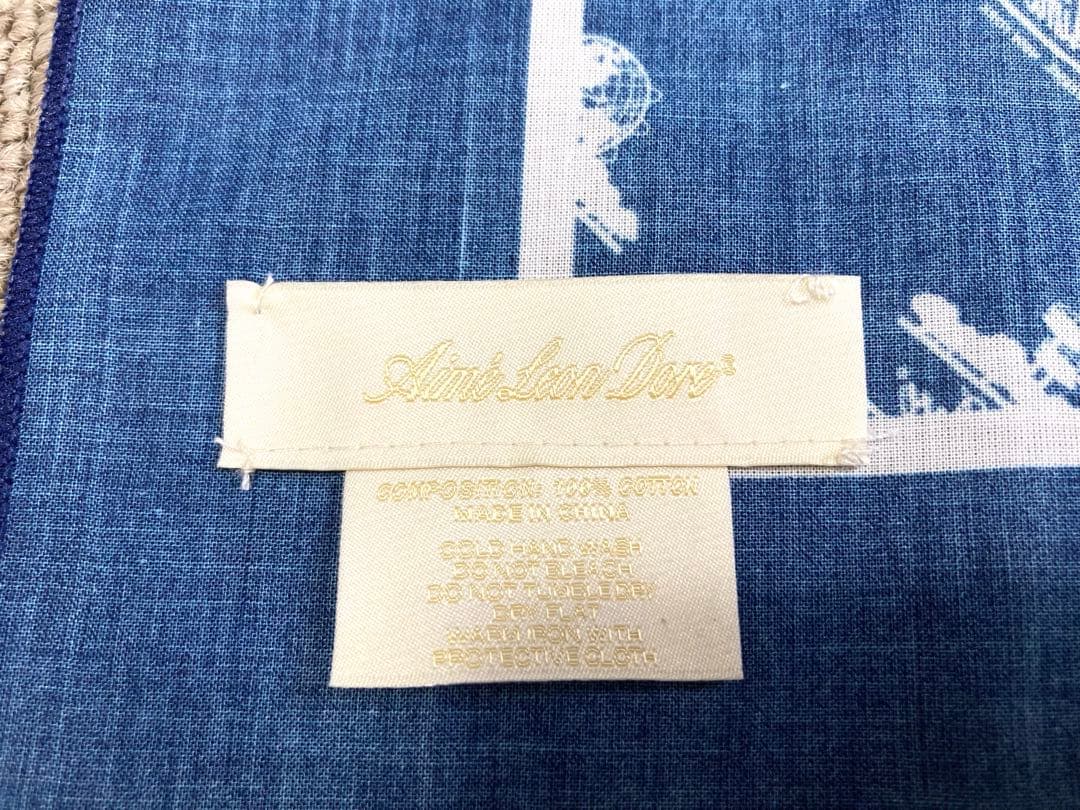 Aimé Leon Dore®
COMPOSITION: 100% COTTON
MADE IN CHINA
COLD HAND WASH
DO NOT BLEACH
DO NOT TUMBLE DRY
DRY FLAT
WARM IRON WITH
PROTECTIVE CLOTH